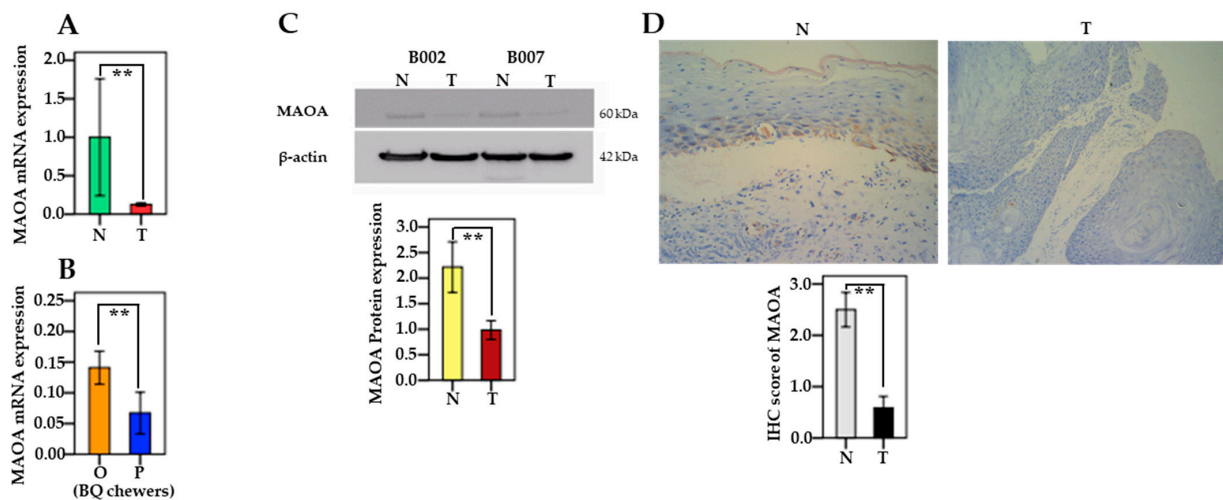 A
MAOA mRNA expression
2.0
1.5
1.0
0.5
0.0
**
N T
B
MAOA mRNA expression
0.25
0.20
0.15
0.10
0.05
0.00
**
O P
(BQ chewers)
C
B002 B007
N T N T
MAOA 60 kDa
β-actin 42 kDa
MAOA Protein expression
3.0
2.5
2.0
1.5
1.0
0.5
0.0
**
N T
D
N T
IHC score of MAOA
3.0
2.0
1.0
0.0
**
N T